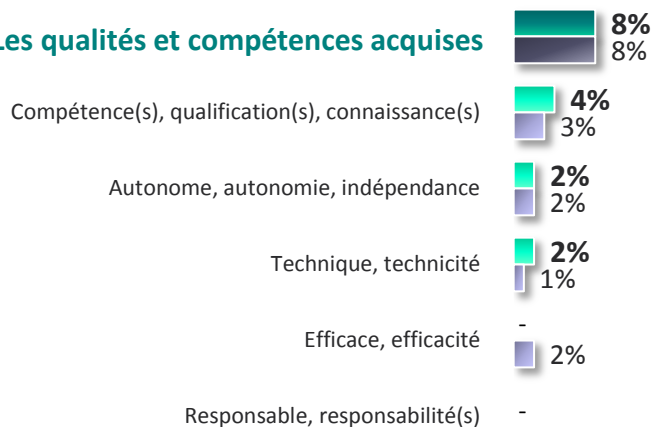 Les qualités et compétences acquises
8%
8%
Compétence(s), qualification(s), connaissance(s)
4%
3%
Autonome, autonomie, indépendance
2%
2%
Technique, technicité
2%
1%
Efficace, efficacité
-
2%
Responsable, responsabilité(s)
-